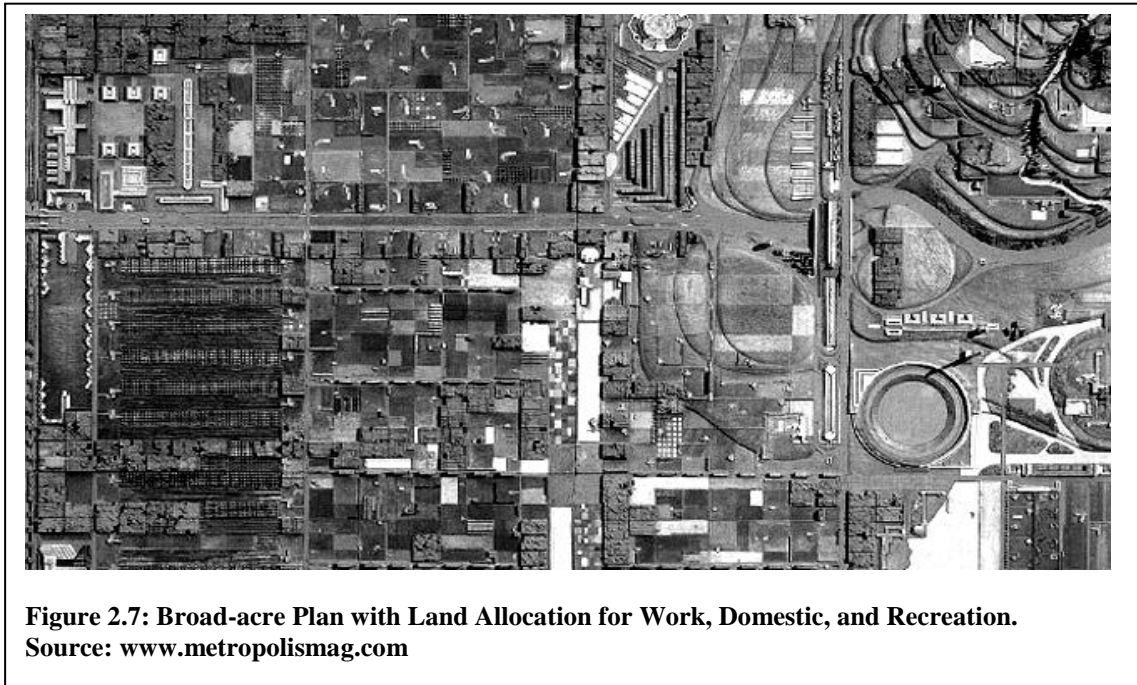 Figure 2.7: Broad-acre Plan with Land Allocation for Work, Domestic, and Recreation.
Source: www.metropolismag.com